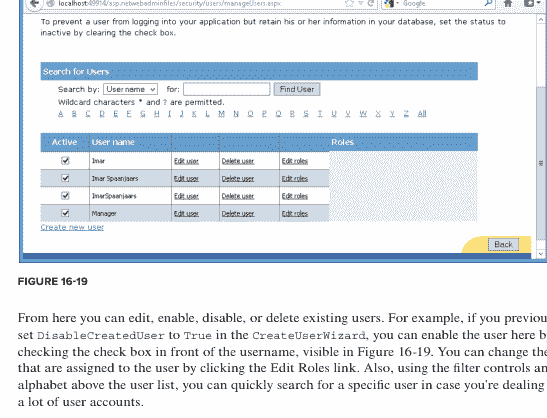 localhost:49914/asp.netwebadminfiles/security/users/manageUsers.aspx
Google
To prevent a user from logging into your application but retain his or her information in your database, set the status to
inactive by clearing the check box.
Search for Users
Search by: User name for: Find User
Wildcard characters * and ? are permitted.
A B C D E F G H I J K L M N O P Q R S T U V W X Y Z All
Active User name Roles
Imar Edit user Delete user Edit roles
Imar Spaanjaars Edit user Delete user Edit roles
ImarSpaanjaars Edit user Delete user Edit roles
Manager Edit user Delete user Edit roles
Create new user
Back
FIGURE 16-19
From here you can edit, enable, disable, or delete existing users. For example, if you previou
set DisableCreatedUser to True in the CreateUserWizard, you can enable the user here b
checking the check box in front of the username, visible in Figure 16-19. You can change the
that are assigned to the user by clicking the Edit Roles link. Also, using the filter controls an
alphabet above the user list, you can quickly search for a specific user in case you're dealing
a lot of user accounts.